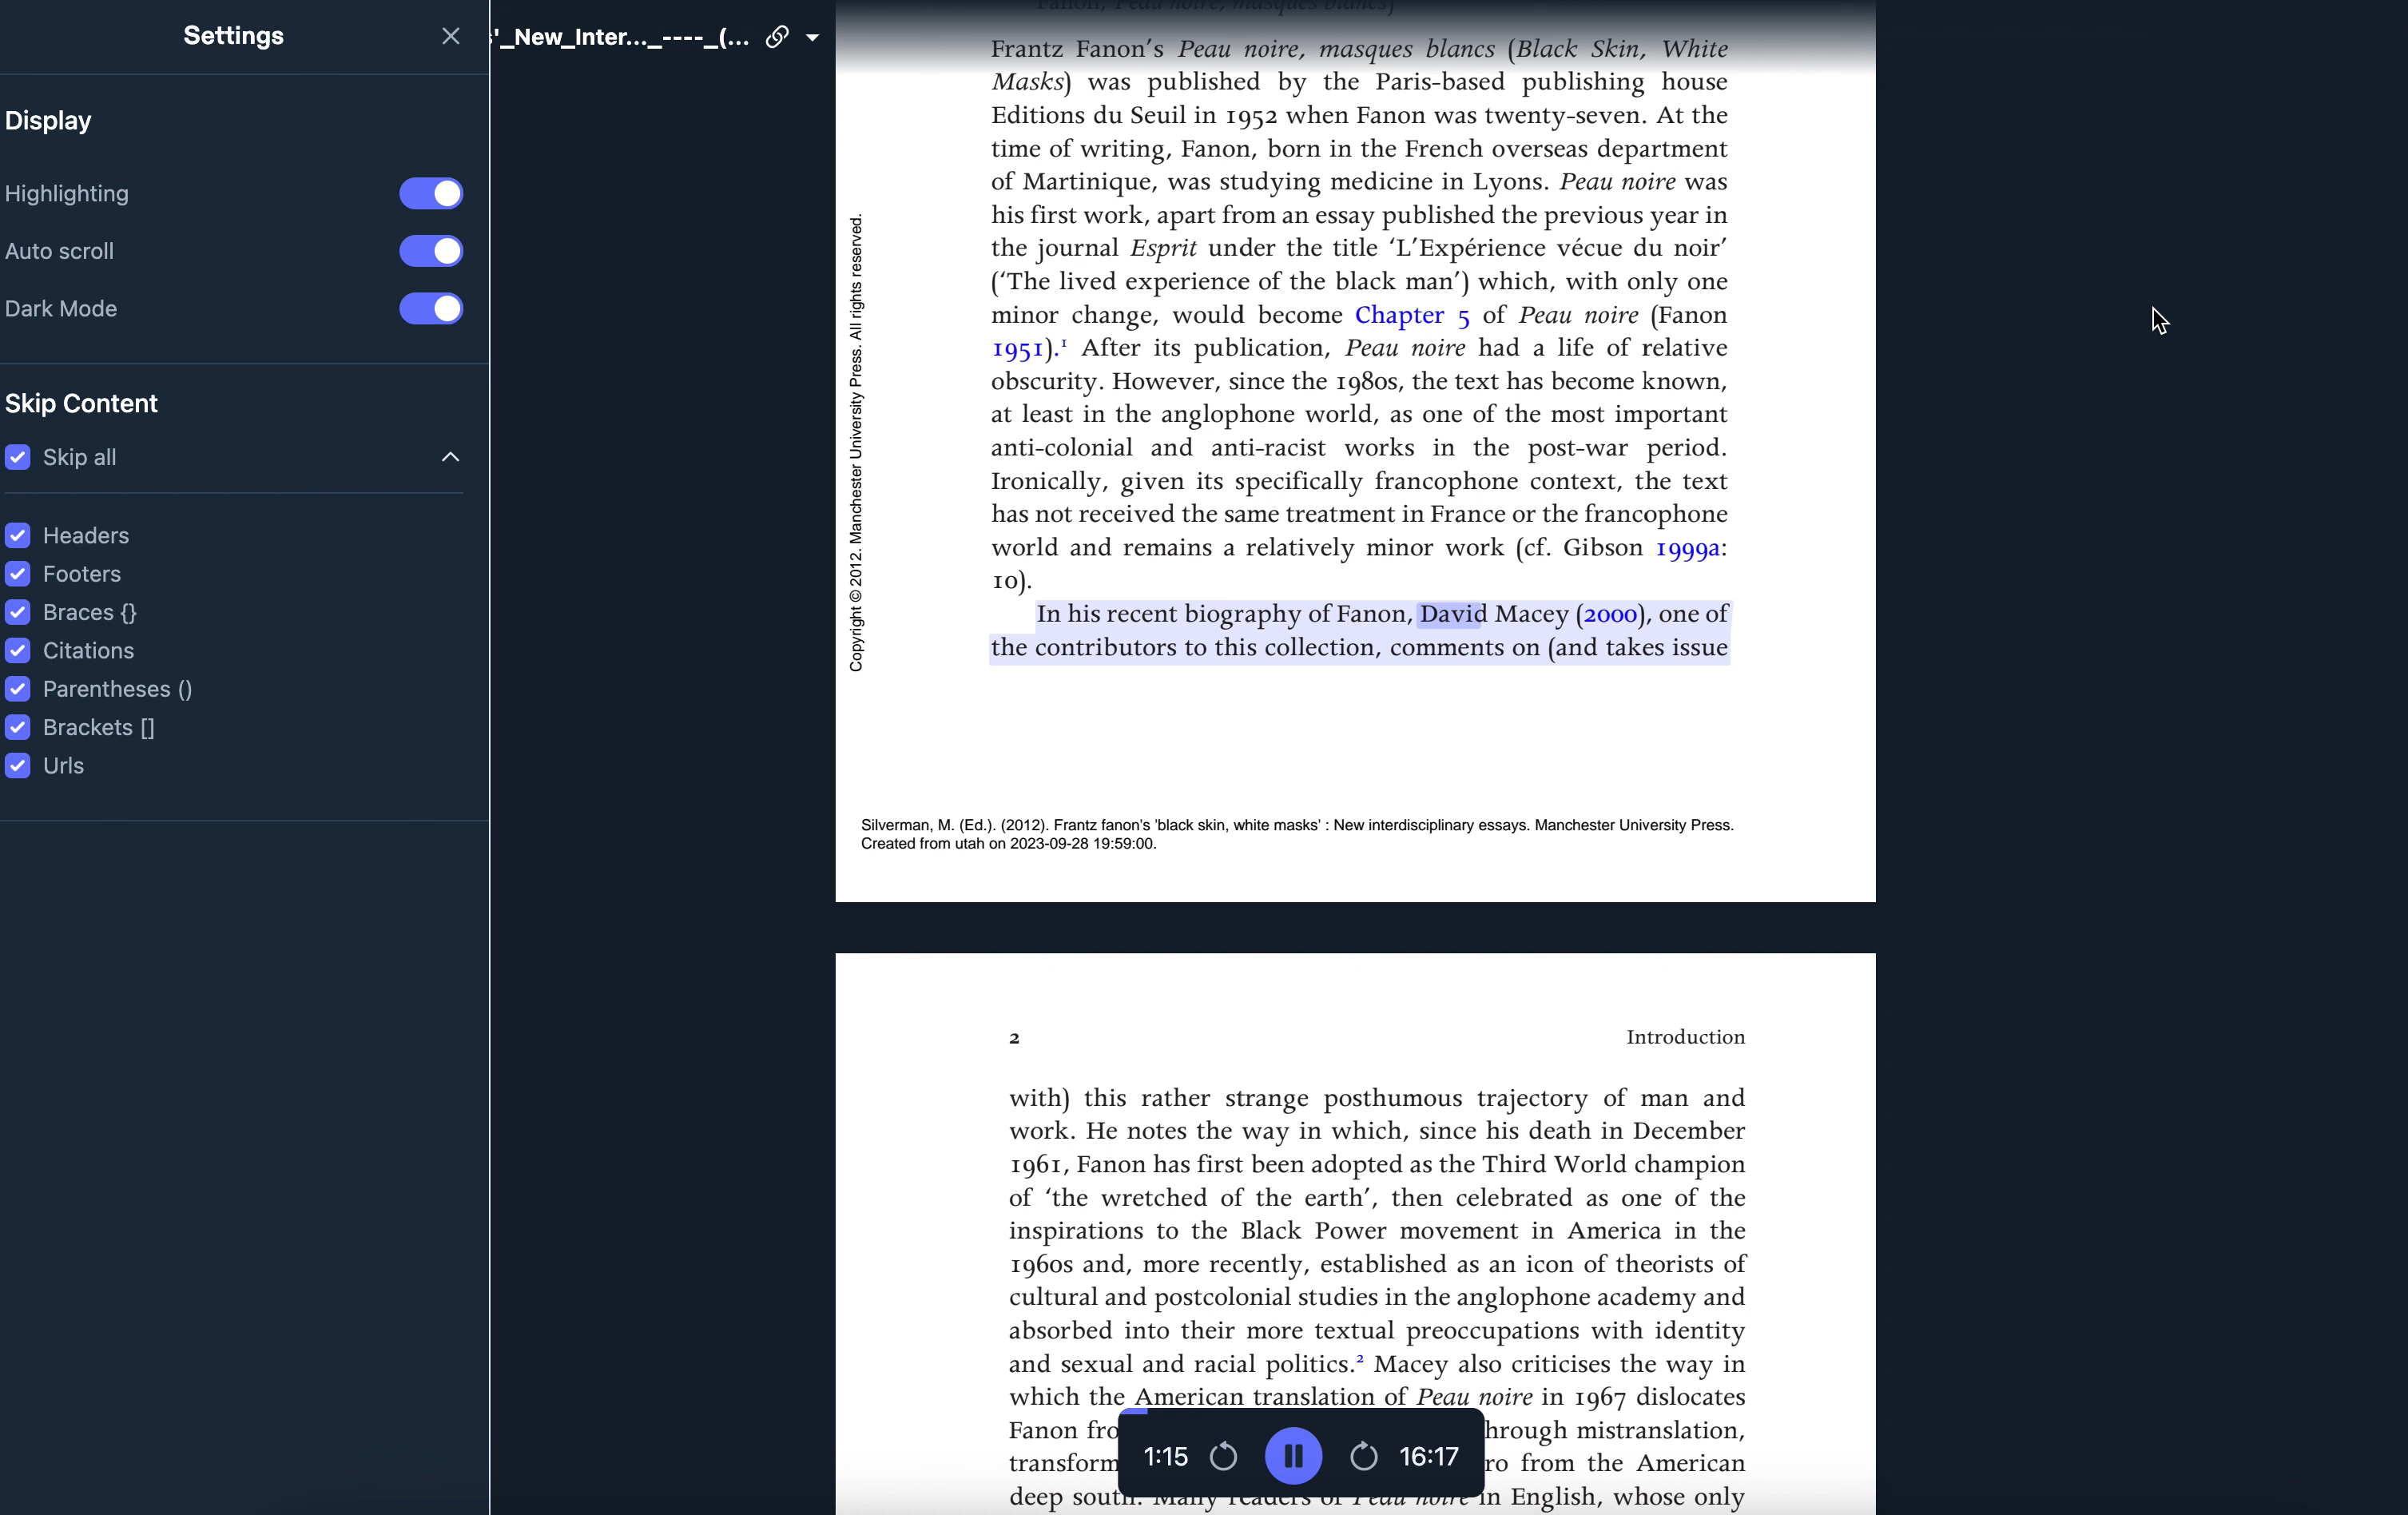 Settings
Display
Highlighting
Auto scroll
Dark Mode
Skip Content
Skip all
Headers
Footers
Braces {}
Citations
Parentheses ()
Brackets []
Urls
'_New_Inter..._----_(...
Fanon, Peau noire, masques blancs)
Frantz Fanon’s Peau noire, masques blancs (Black Skin, White
Masks) was published by the Paris-based publishing house
Editions du Seuil in 1952 when Fanon was twenty-seven. At the
time of writing, Fanon, born in the French overseas department
of Martinique, was studying medicine in Lyons. Peau noire was
his first work, apart from an essay published the previous year in
the journal Esprit under the title ‘L’Expérience vécue du noir’
(‘The lived experience of the black man’) which, with only one
minor change, would become Chapter 5 of Peau noire (Fanon
1951).¹ After its publication, Peau noire had a life of relative
obscurity. However, since the 1980s, the text has become known,
at least in the anglophone world, as one of the most important
anti-colonial and anti-racist works in the post-war period.
Ironically, given its specifically francophone context, the text
has not received the same treatment in France or the francophone
world and remains a relatively minor work (cf. Gibson 1999a:
10).
In his recent biography of Fanon, David Macey (2000), one of
the contributors to this collection, comments on (and takes issue
Copyright © 2012. Manchester University Press. All rights reserved.
Silverman, M. (Ed.). (2012). Frantz fanon's 'black skin, white masks' : New interdisciplinary essays. Manchester University Press.
Created from utah on 2023-09-28 19:59:00.
2 Introduction
with) this rather strange posthumous trajectory of man and
work. He notes the way in which, since his death in December
1961, Fanon has first been adopted as the Third World champion
of ‘the wretched of the earth’, then celebrated as one of the
inspirations to the Black Power movement in America in the
1960s and, more recently, established as an icon of theorists of
cultural and postcolonial studies in the anglophone academy and
absorbed into their more textual preoccupations with identity
and sexual and racial politics.² Macey also criticises the way in
which the American translation of Peau noire in 1967 dislocates
Fanon fro hrough mistranslation,
transform ro from the American
deep south. Many readers of Peau noire in English, whose only
1:15 16:17